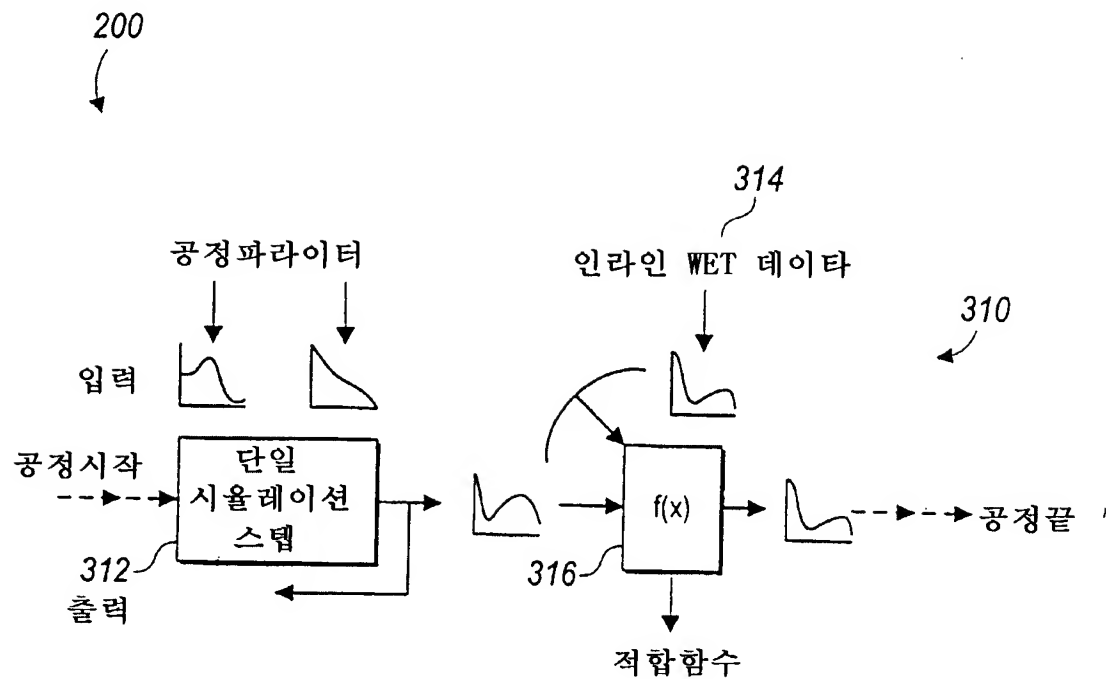 200
314
공정파라이터
인라인 WET 데이타
310
입력
공정시작
단일
시율레이션
스텝
f(x)
공정끝
312
316
출력
적합함수